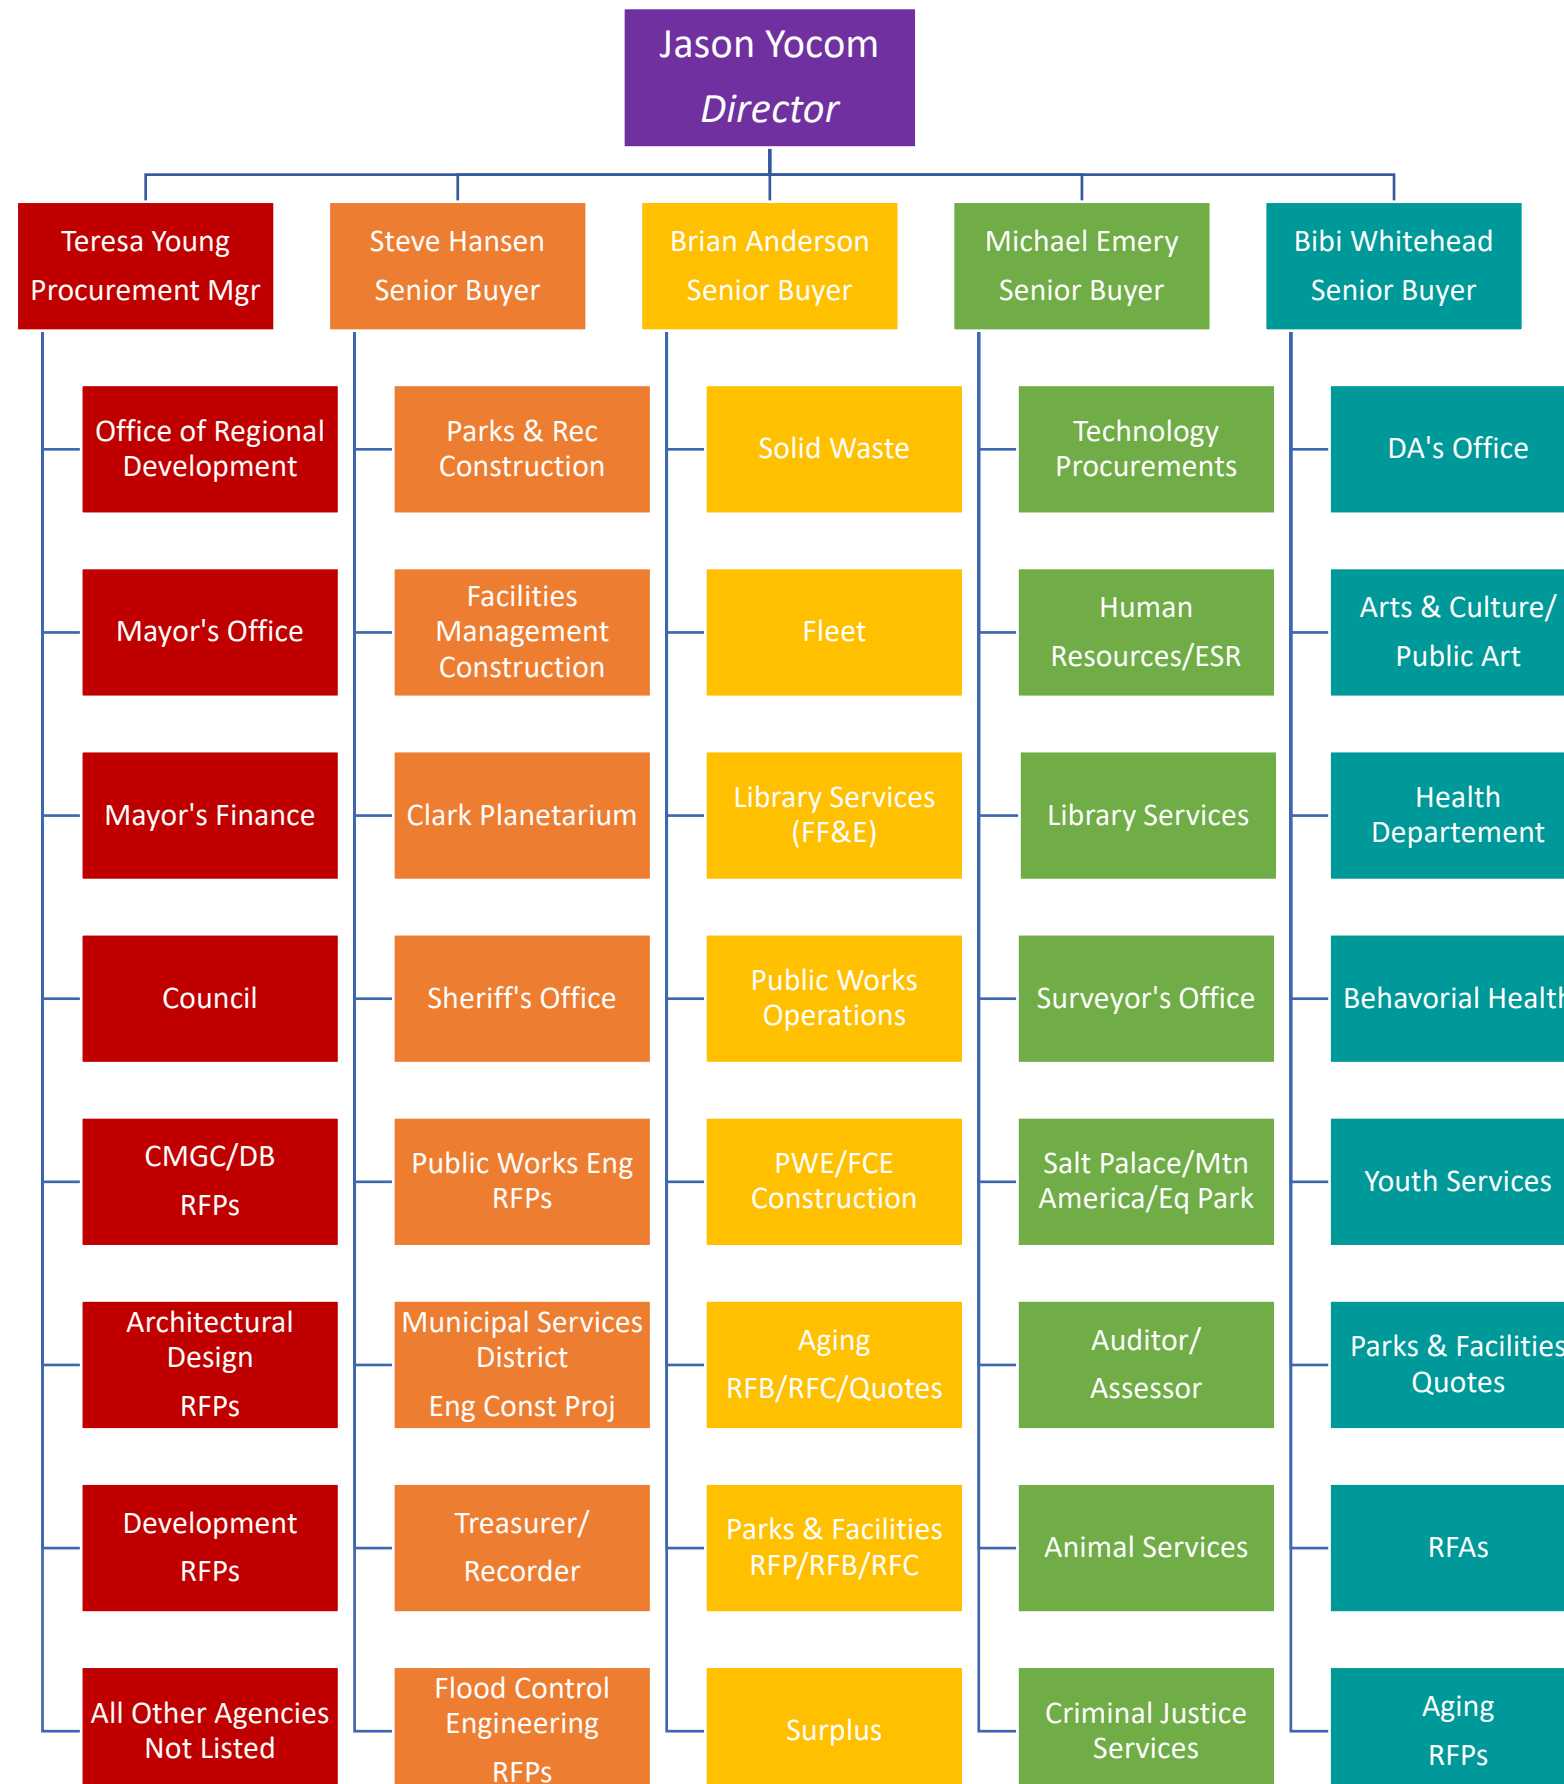 Jason Yocom
Director
Teresa Young
Procurement Mgr
Steve Hansen
Senior Buyer
Brian Anderson
Senior Buyer
Michael Emery
Senior Buyer
Bibi Whitehead
Senior Buyer
Office of Regional
Development
Parks & Rec
Construction
Solid Waste
Technology
Procurements
DA's Office
Mayor's Office
Facilities
Management
Construction
Fleet
Human
Resources/ESR
Arts & Culture/
Public Art
Mayor's Finance
Clark Planetarium
Library Services
(FF&E)
Library Services
Health
Departement
Council
Sheriff's Office
Public Works
Operations
Surveyor's Office
Behavorial Health
CMGC/DB
RFPs
Public Works Eng
RFPs
PWE/FCE
Construction
Salt Palace/Mtn
America/Eq Park
Youth Services
Architectural
Design
RFPs
Municipal Services
District
Eng Const Proj
Aging
RFB/RFC/Quotes
Auditor/
Assessor
Parks & Facilities
Quotes
Development
RFPs
Treasurer/
Recorder
Parks & Facilities
RFP/RFB/RFC
Animal Services
RFAs
All Other Agencies
Not Listed
Flood Control
Engineering
RFPs
Surplus
Criminal Justice
Services
Aging
RFPs